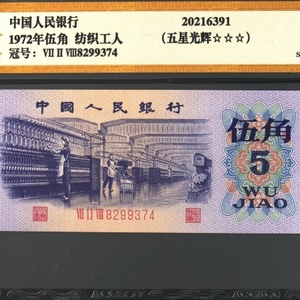 中国人民银行
20216391
1972年伍角 纺织工人
(五星光辉☆☆☆)
冠号: Ⅶ Ⅱ Ⅷ8299374
S
中国人民银行
伍角
5
WU
JIAO
Ⅶ Ⅱ Ⅷ 8299374